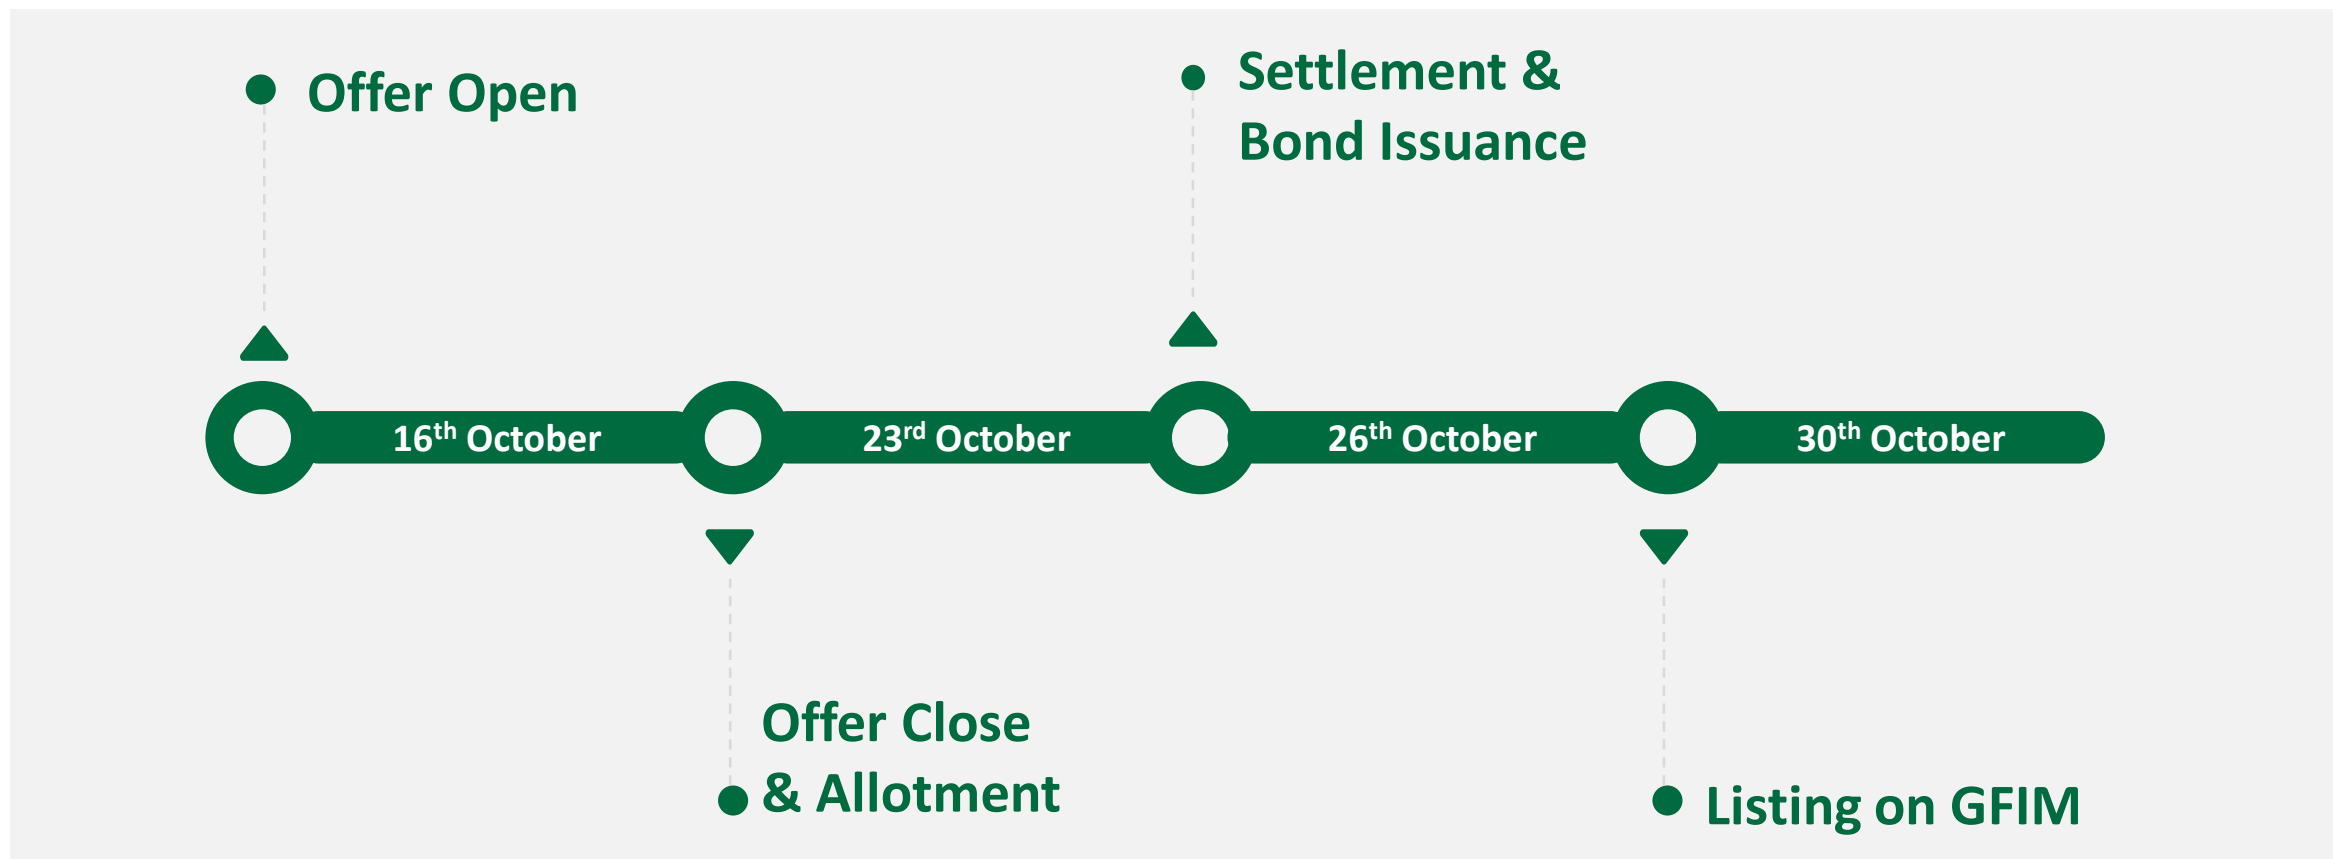 Offer Open
Settlement &
Bond Issuance
16th October
23rd October
26th October
30th October
Offer Close
& Allotment
Listing on GFIM